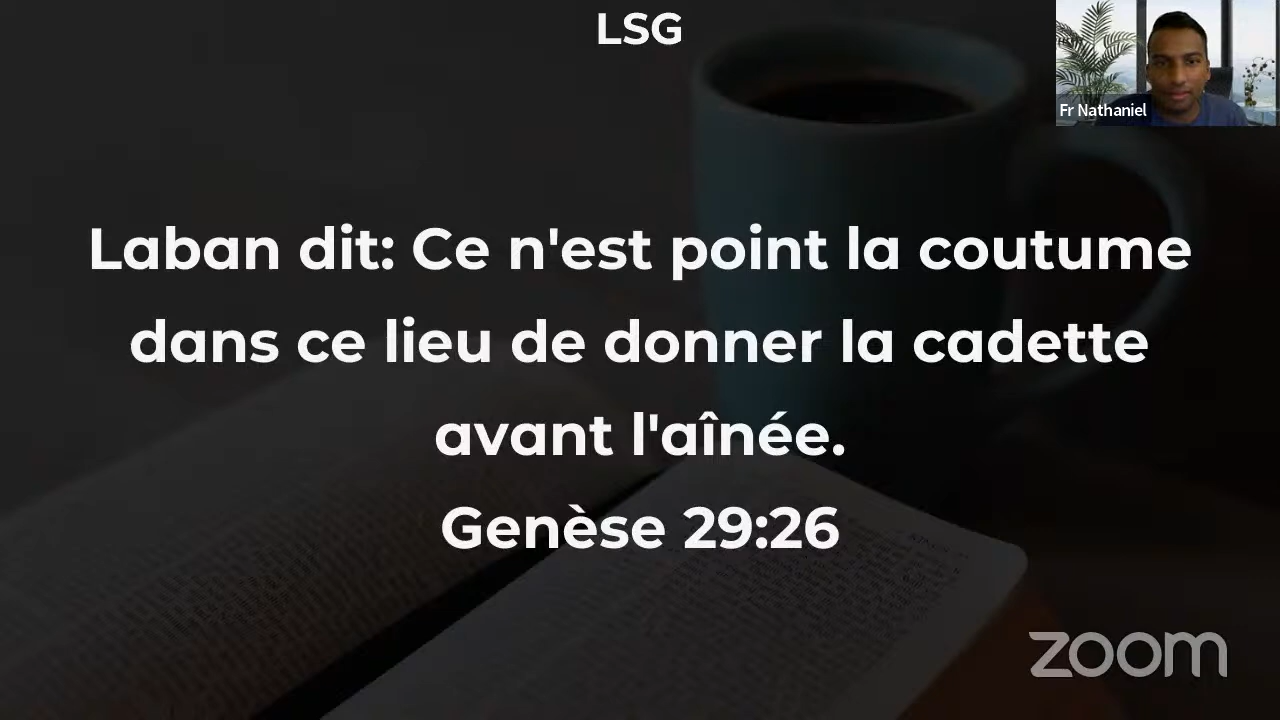 LSG
Fr Nathaniel
Laban dit: Ce n'est point la coutume
dans ce lieu de donner la cadette
avant l'aînée.
Genèse 29:26
zoom